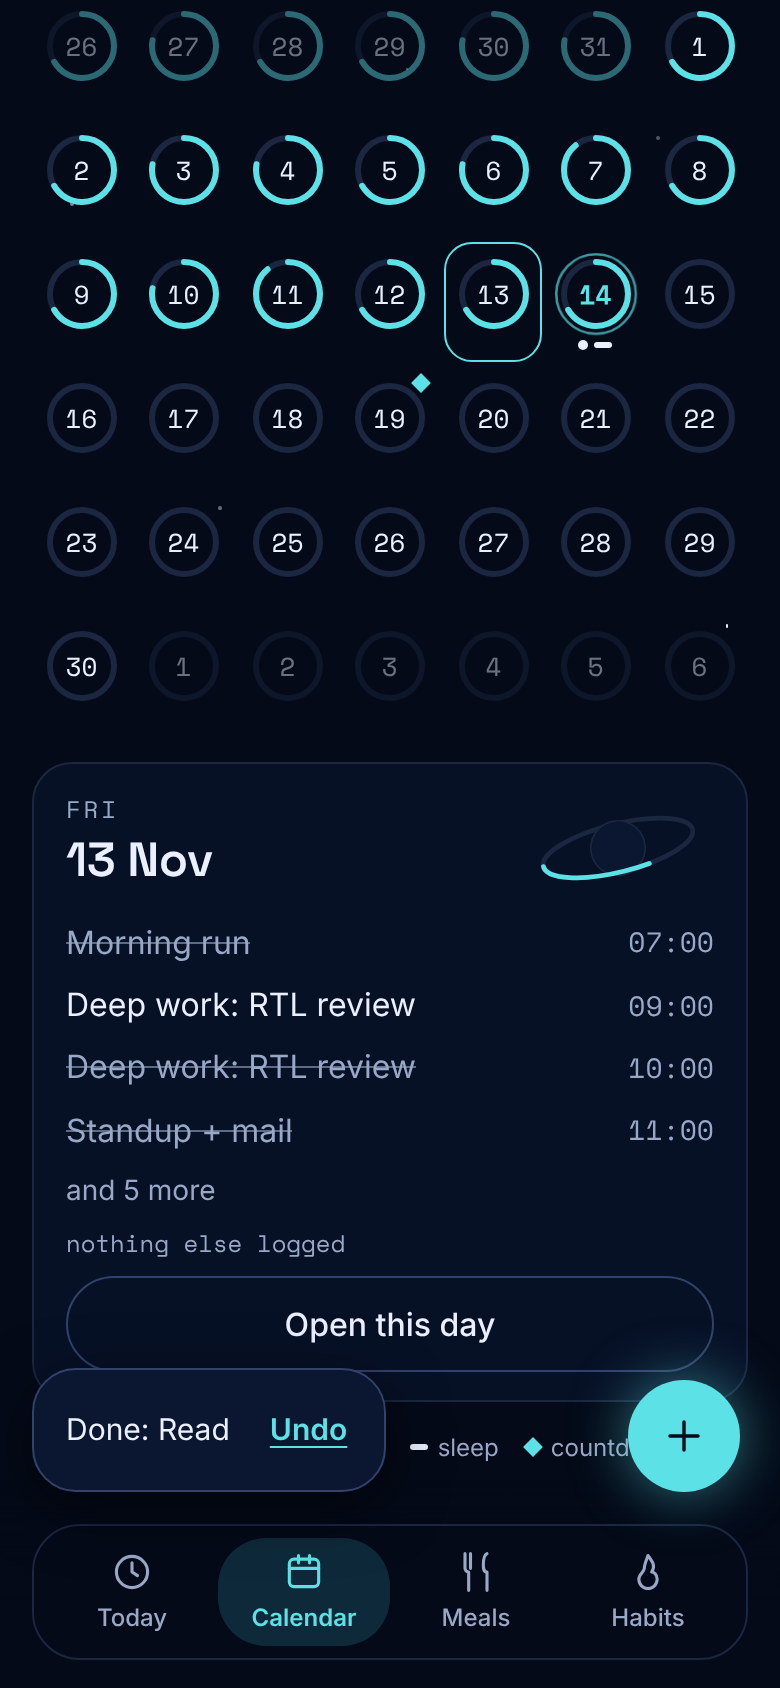 26 27 28 29 30 31 1
2 3 4 5 6 7 8
9 10 11 12 13 14 15
16 17 18 19 20 21 22
23 24 25 26 27 28 29
30 1 2 3 4 5 6
FRI
13 Nov
Morning run 07:00
Deep work: RTL review 09:00
Deep work: RTL review 10:00
Standup + mail 11:00
and 5 more
nothing else logged
Open this day
Done: Read Undo
sleep countd
Today Calendar Meals Habits